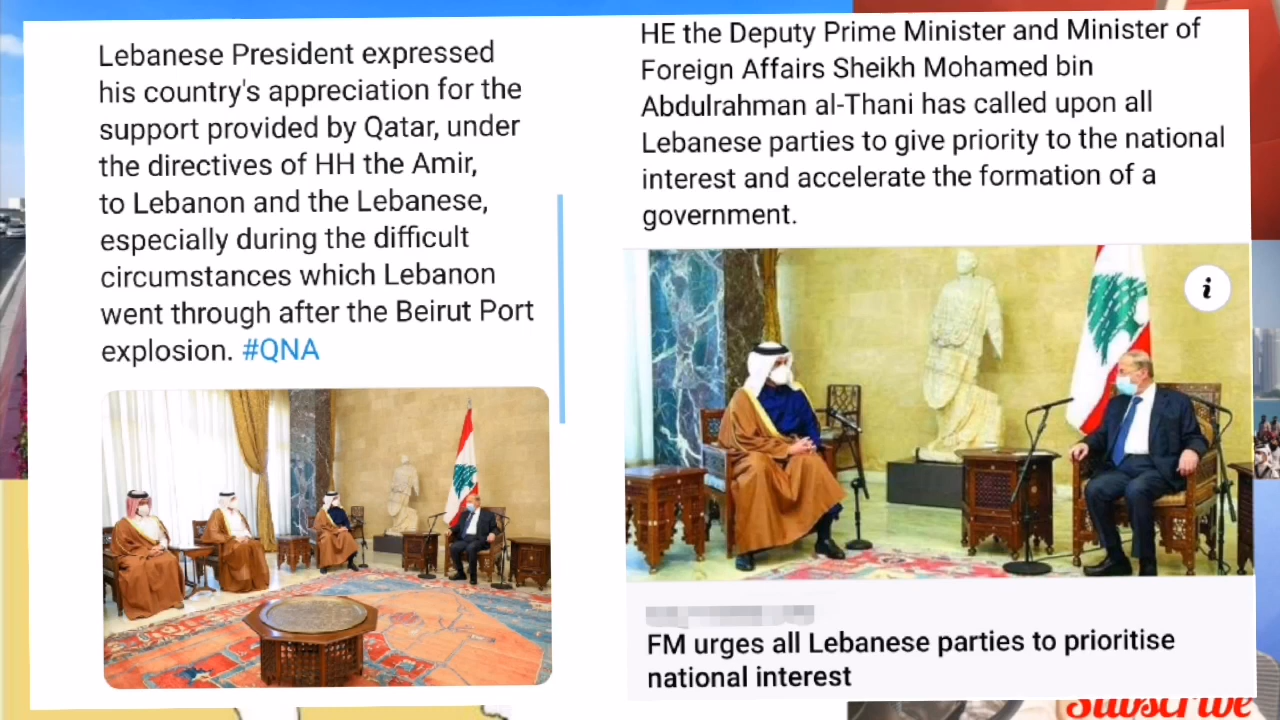 Lebanese President expressed
his country's appreciation for the
support provided by Qatar, under
the directives of HH the Amir,
to Lebanon and the Lebanese,
especially during the difficult
circumstances which Lebanon
went through after the Beirut Port
explosion. #QNA
HE the Deputy Prime Minister and Minister of
Foreign Affairs Sheikh Mohamed bin
Abdulrahman al-Thani has called upon all
Lebanese parties to give priority to the national
interest and accelerate the formation of a
government.
i
FM urges all Lebanese parties to prioritise
national interest
Subscribe